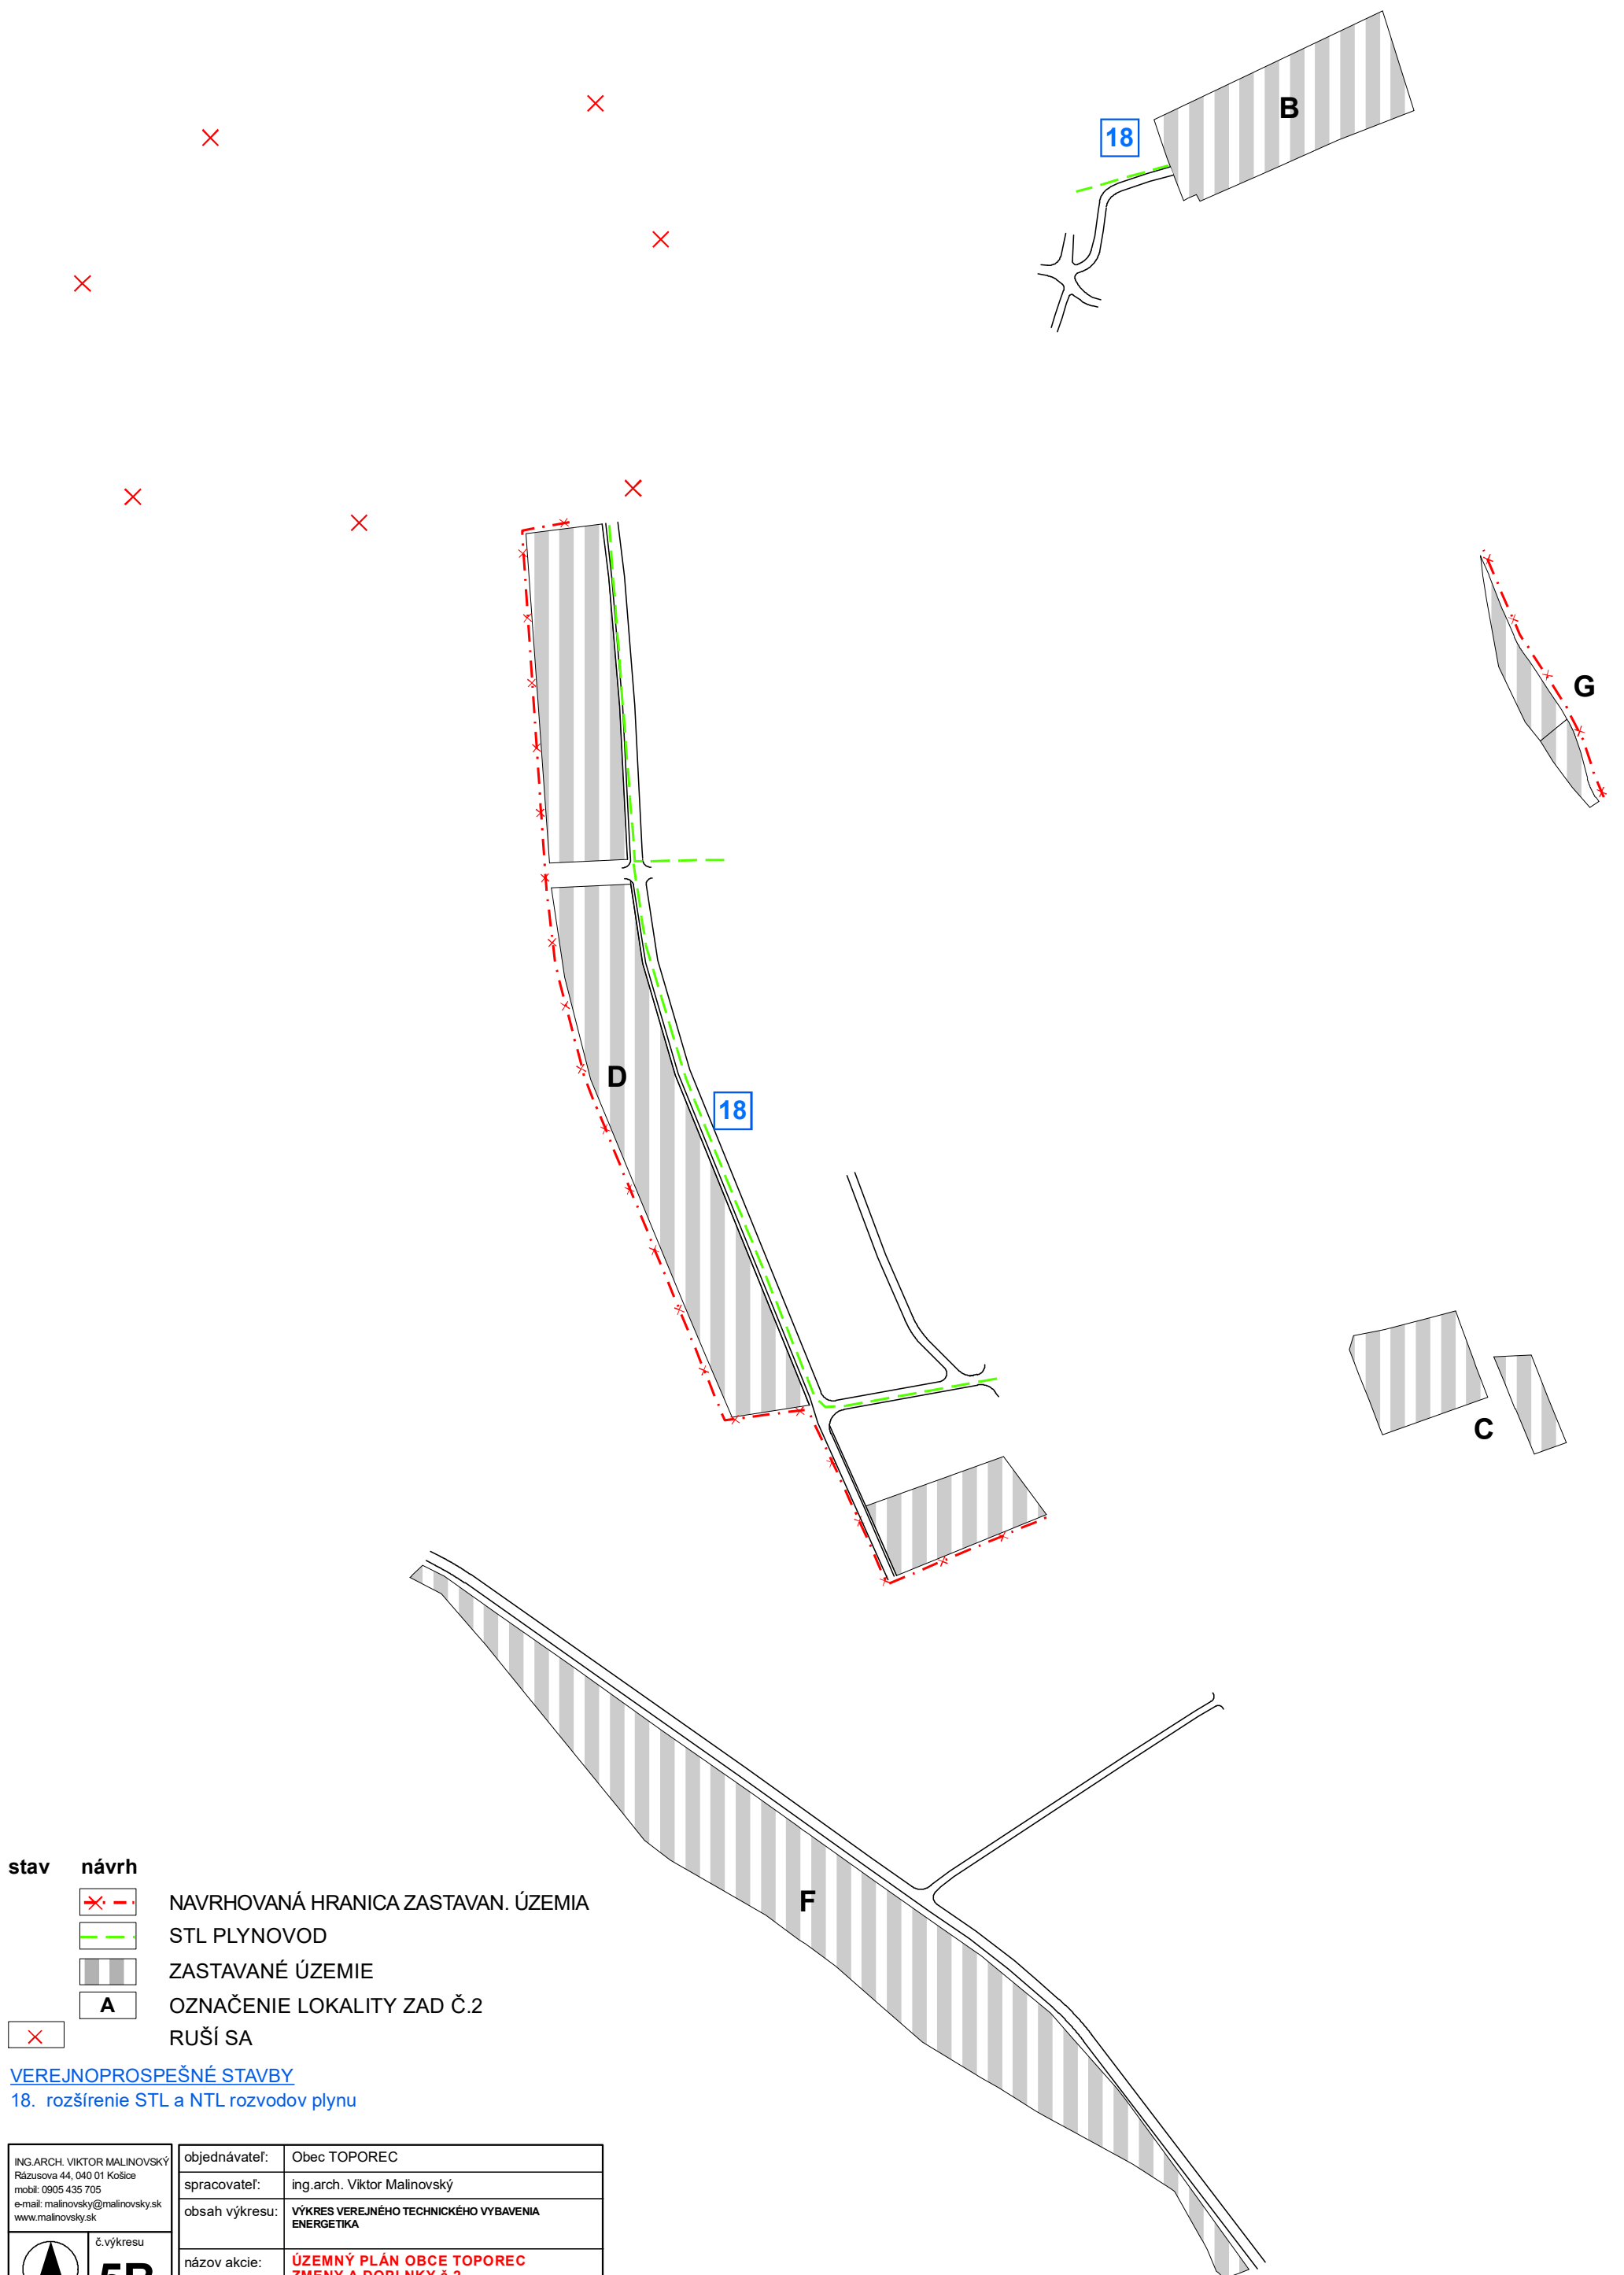 B
18
G
D
18
C
F
stav návrh
NAVRHOVANÁ HRANICA ZASTAVAN. ÚZEMIA
STL PLYNOVOD
ZASTAVANÉ ÚZEMIE
A OZNAČENIE LOKALITY ZAD Č.2
RUŠÍ SA
VEREJNOPROSPEŠNÉ STAVBY
18. rozšírenie STL a NTL rozvodov plynu
ING.ARCH. VIKTOR MALINOVSKÝ
Rázusova 44, 040 01 Košice
mobil: 0905 435 705
e-mail: malinovsky@malinovsky.sk
www.malinovsky.sk
č.výkresu
objednávateľ: Obec TOPOREC
spracovateľ: ing.arch. Viktor Malinovský
obsah výkresu: VÝKRES VEREJNÉHO TECHNICKÉHO VYBAVENIA
ENERGETIKA
názov akcie: ÚZEMNÝ PLÁN OBCE TOPOREC
ZMENY A DOPLNKY č.2